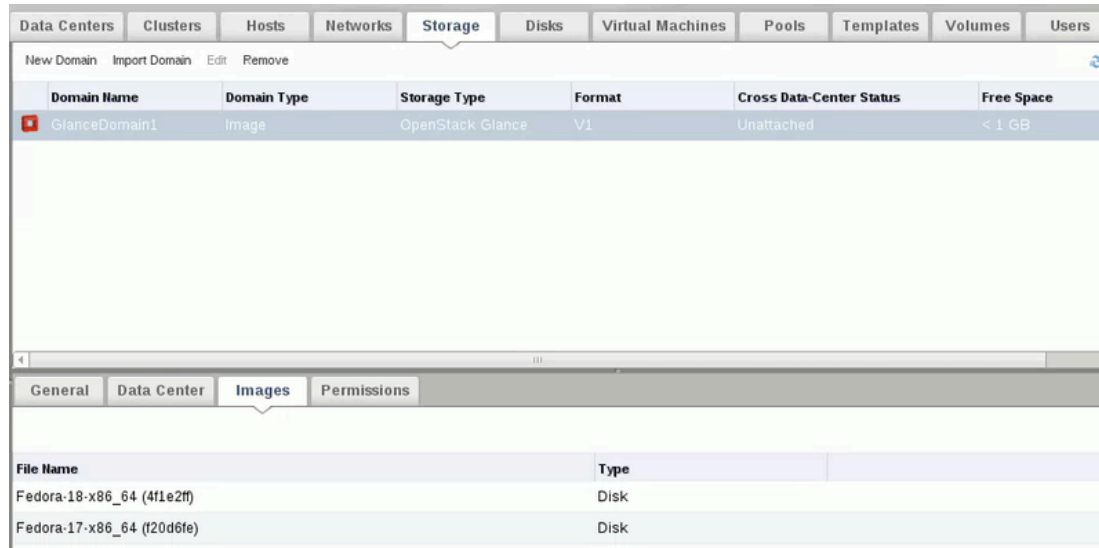 Data Centers Clusters Hosts Networks Storage Disks Virtual Machines Pools Templates Volumes Users
New Domain Import Domain Edit Remove
Domain Name Domain Type Storage Type Format Cross Data-Center Status Free Space
GlanceDomain1 Image OpenStack Glance V1 Unattached < 1 GB
General Data Center Images Permissions
File Name Type
Fedora-18-x86_64 (4f1e2ff) Disk
Fedora-17-x86_64 (f20d6fe) Disk